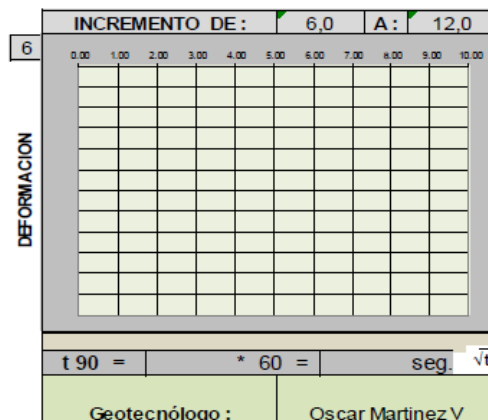 INCREMENTO DE: 6,0 A: 12,0
6
0.00 1.00 2.00 3.00 4.00 5.00 6.00 7.00 8.00 9.00 10.00
DEFORMACION
t 90 = * 60 = seg. √t
Geotecnólogo : Oscar Martinez V